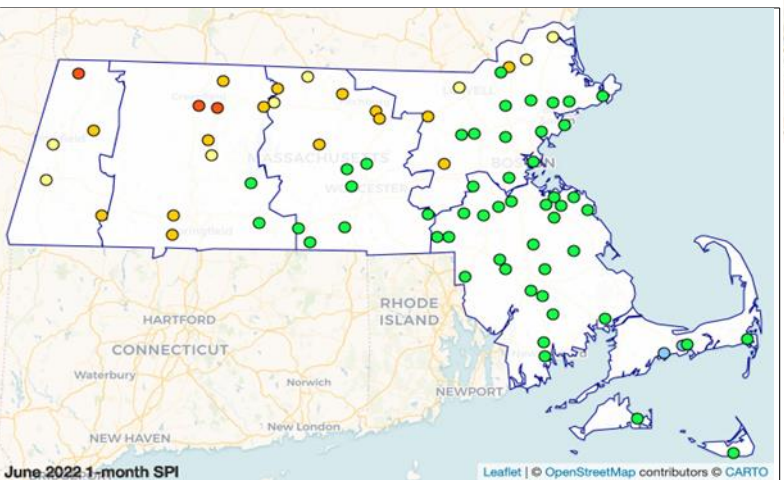 LOWELL
MASSACHUSETTS
BOSTON
WORCESTER
RHODE
ISLAND
HARTFORD
CONNECTICUT
Waterbury
Norwich
NEWPORT
New London
NEW HAVEN
June 2022 1-month SPI
Leaflet | © OpenStreetMap contributors © CARTO